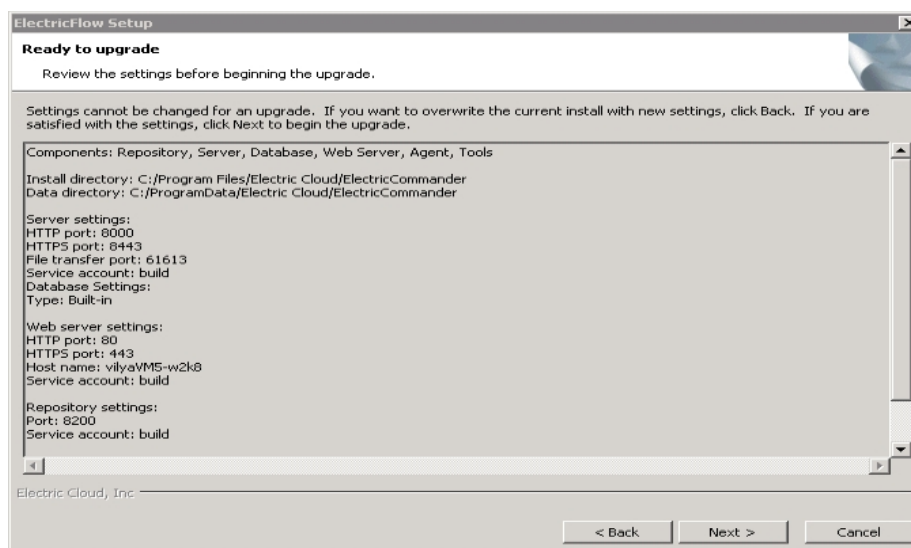 ElectricFlow Setup
Ready to upgrade
Review the settings before beginning the upgrade.
Settings cannot be changed for an upgrade. If you want to overwrite the current install with new settings, click Back. If you are
satisfied with the settings, click Next to begin the upgrade.
Components: Repository, Server, Database, Web Server, Agent, Tools
Install directory: C:/Program Files/Electric Cloud/ElectricCommander
Data directory: C:/ProgramData/Electric Cloud/ElectricCommander
Server settings:
HTTP port: 8000
HTTPS port: 8443
File transfer port: 61613
Service account: build
Database Settings:
Type: Built-in
Web server settings:
HTTP port: 80
HTTPS port: 443
Host name: vilyaVM5-w2k8
Service account: build
Repository settings:
Port: 8200
Service account: build
Electric Cloud, Inc
< Back Next > Cancel